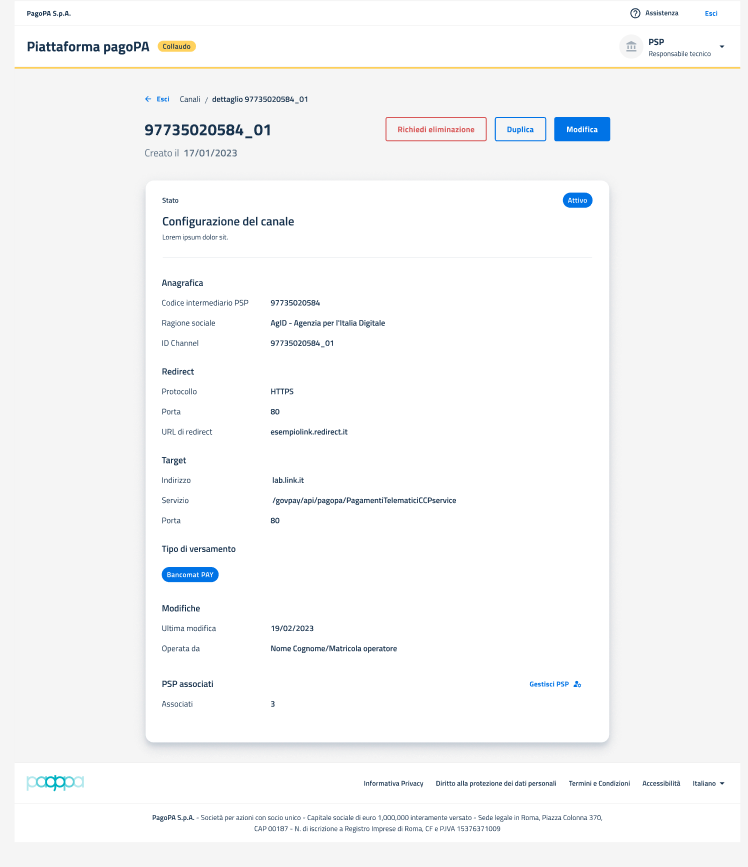 PagoPA S.p.A.
Assistenza
Esci
Piattaforma pagoPA
Collaudo
PSP
Responsabile tecnico
Esci
Canali / dettaglio 97735020584_01
97735020584_01
Richiedi eliminazione
Duplica
Modifica
Creato il 17/01/2023
Stato
Attivo
Configurazione del canale
Lorem ipsum dolor sit.
Anagrafica
Codice intermediario PSP 97735020584
Ragione sociale AgID - Agenzia per l'Italia Digitale
ID Channel 97735020584_01
Redirect
Protocollo HTTPS
Porta 80
URL di redirect esempiolink.redirect.it
Target
Indirizzo lab.link.it
Servizio /govpay/api/pagopa/PagamentiTelematiciCCPservice
Porta 80
Tipo di versamento
Bancomat PAY
Modifiche
Ultima modifica 19/02/2023
Operata da Nome Cognome/Matricola operatore
PSP associati
Gestisci PSP
Associati 3
pagopa
Informativa Privacy
Diritto alla protezione dei dati personali
Termini e Condizioni
Accessibilità
Italiano
PagoPA S.p.A. - Società per azioni con socio unico - Capitale sociale di euro 1,000,000 interamente versato - Sede legale in Roma, Piazza Colonna 370,
CAP 00187 - N. di iscrizione a Registro Imprese di Roma, CF e P.IVA 15376371009